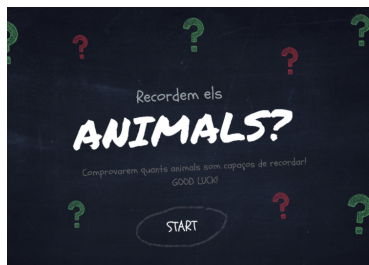 Recordem els
ANIMALS?
Comprovarem quants animals som capaços de recordar!
GOOD LUCK!
START